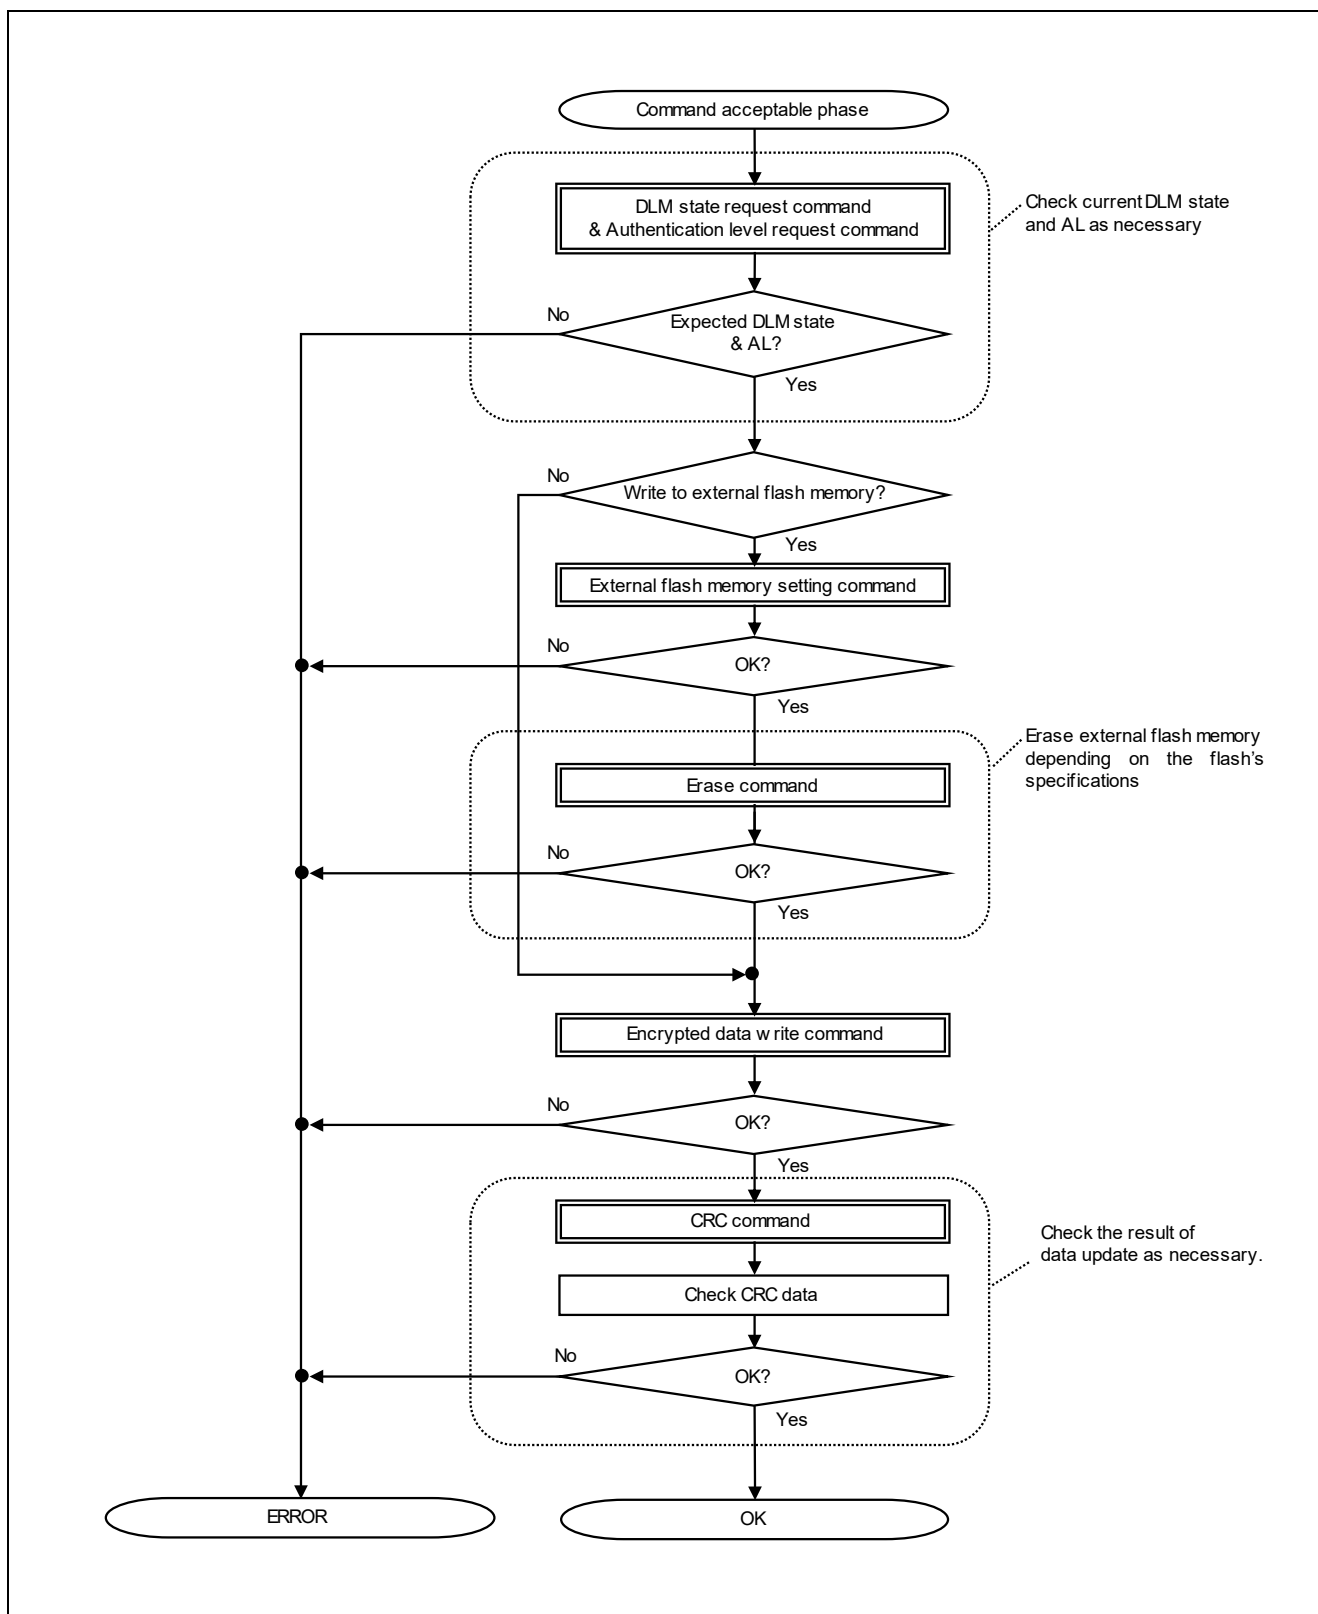 Command acceptable phase
DLM state request command
& Authentication level request command
Check current DLM state
and AL as necessary
No
Expected DLM state
& AL?
Yes
No
Write to external flash memory?
Yes
External flash memory setting command
No
OK?
Yes
Erase external flash memory
depending on the flash's
specifications
Erase command
No
OK?
Yes
Encrypted data write command
No
OK?
Yes
CRC command
Check the result of
data update as necessary.
Check CRC data
No
OK?
Yes
ERROR
OK